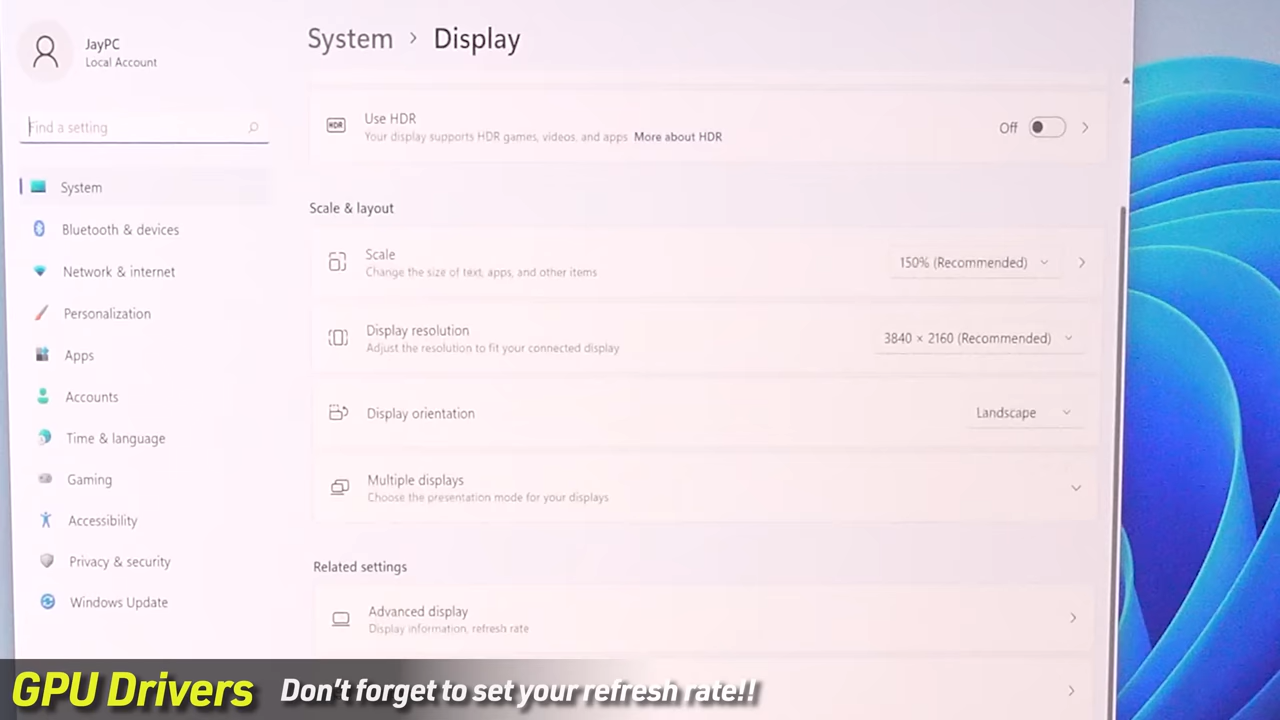 JayPC
Local Account
Find a setting
System
Bluetooth & devices
Network & internet
Personalization
Apps
Accounts
Time & language
Gaming
Accessibility
Privacy & security
Windows Update
System > Display
HDR
Use HDR
Your display supports HDR games, videos, and apps More about HDR
Off
Scale & layout
Scale
Change the size of text, apps, and other items
150% (Recommended)
Display resolution
Adjust the resolution to fit your connected display
3840 × 2160 (Recommended)
Display orientation
Landscape
Multiple displays
Choose the presentation mode for your displays
Related settings
Advanced display
Display information, refresh rate
GPU Drivers Don't forget to set your refresh rate!!